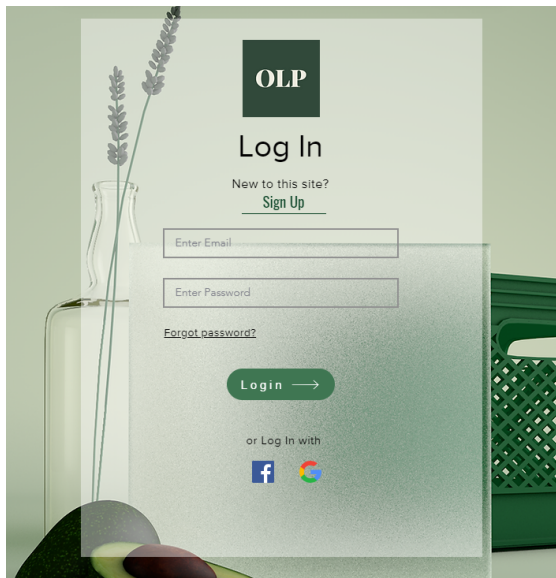 OLP
Log In
New to this site?
Sign Up
Enter Email
Enter Password
Forgot password?
Login
or Log In with